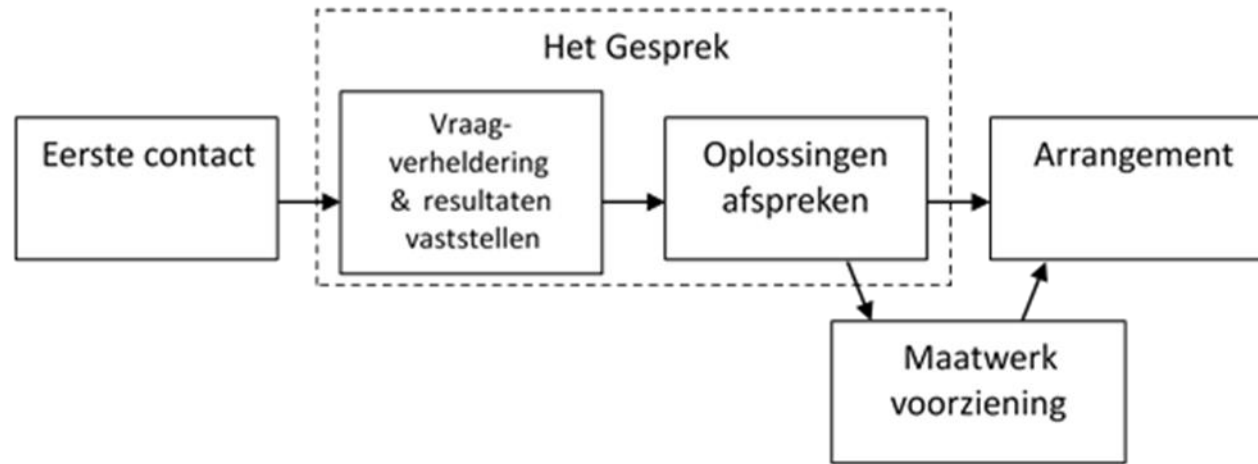 Het Gesprek
Eerste contact
Vraag-
verheldering
& resultaten
vaststellen
Oplossingen
afspreken
Arrangement
Maatwerk
voorziening